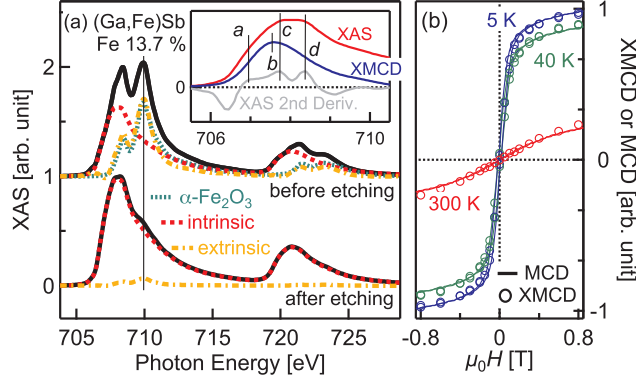 (a) (Ga,Fe)Sb
Fe 13.7 %
XAS [arb. unit]
2
1
0
1
0
a
b
c
d
XAS
XMCD
XAS 2nd Deriv.
0
706
708
710
before etching
α-Fe2O3
intrinsic
extrinsic
after etching
705
710
715
720
725
Photon Energy [eV]
(b)
5 K
40 K
300 K
MCD
XMCD
1
0
-1
XMCD or MCD [arb. unit]
-0.8
-0.4
0
0.4
0.8
μ0H [T]